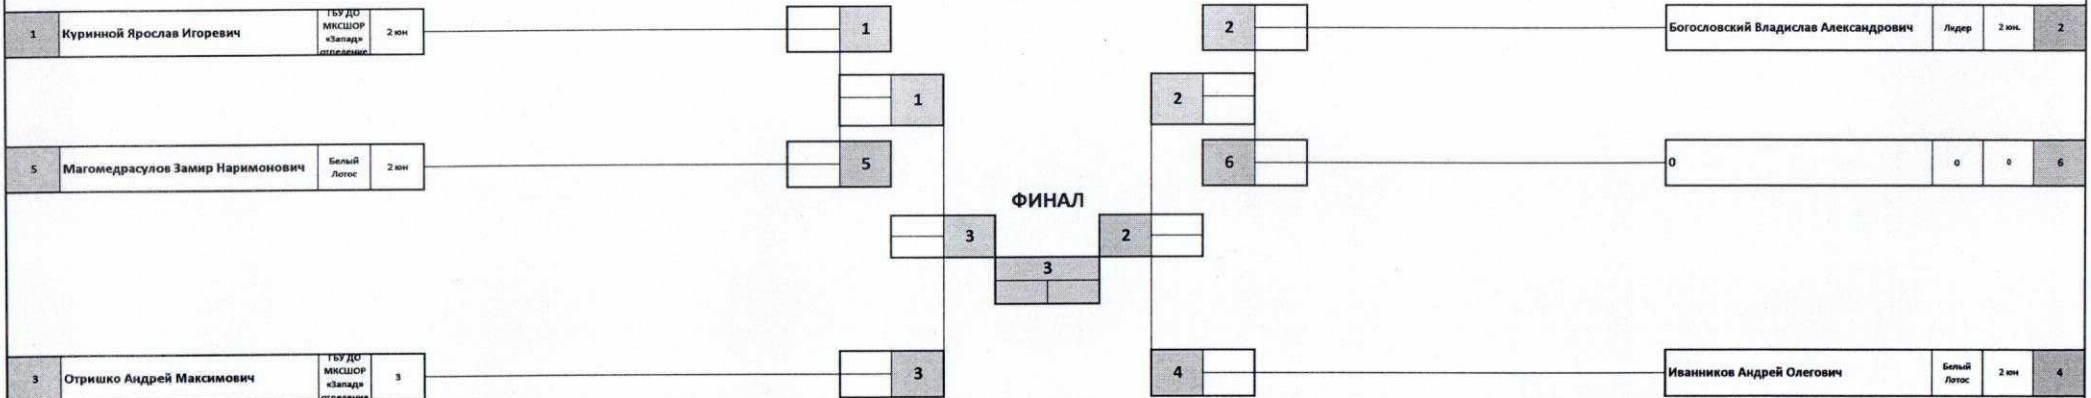 1 Куринной Ярослав Игоревич ГБУ ДО МКСШОР «Запад» отделение 2 юн 1 2 Богословский Владислав Александрович Лидер 2 юн. 2
1 2
5 Магомедрасулов Замир Наримонович Белый Лотос 2 юн 5 6 0 0 0 6
ФИНАЛ
3 2
3
3 Отришко Андрей Максимович ГБУ ДО МКСШОР «Запад» отделение 3 3 4 Иванников Андрей Олегович Белый Лотос 2 юн 4